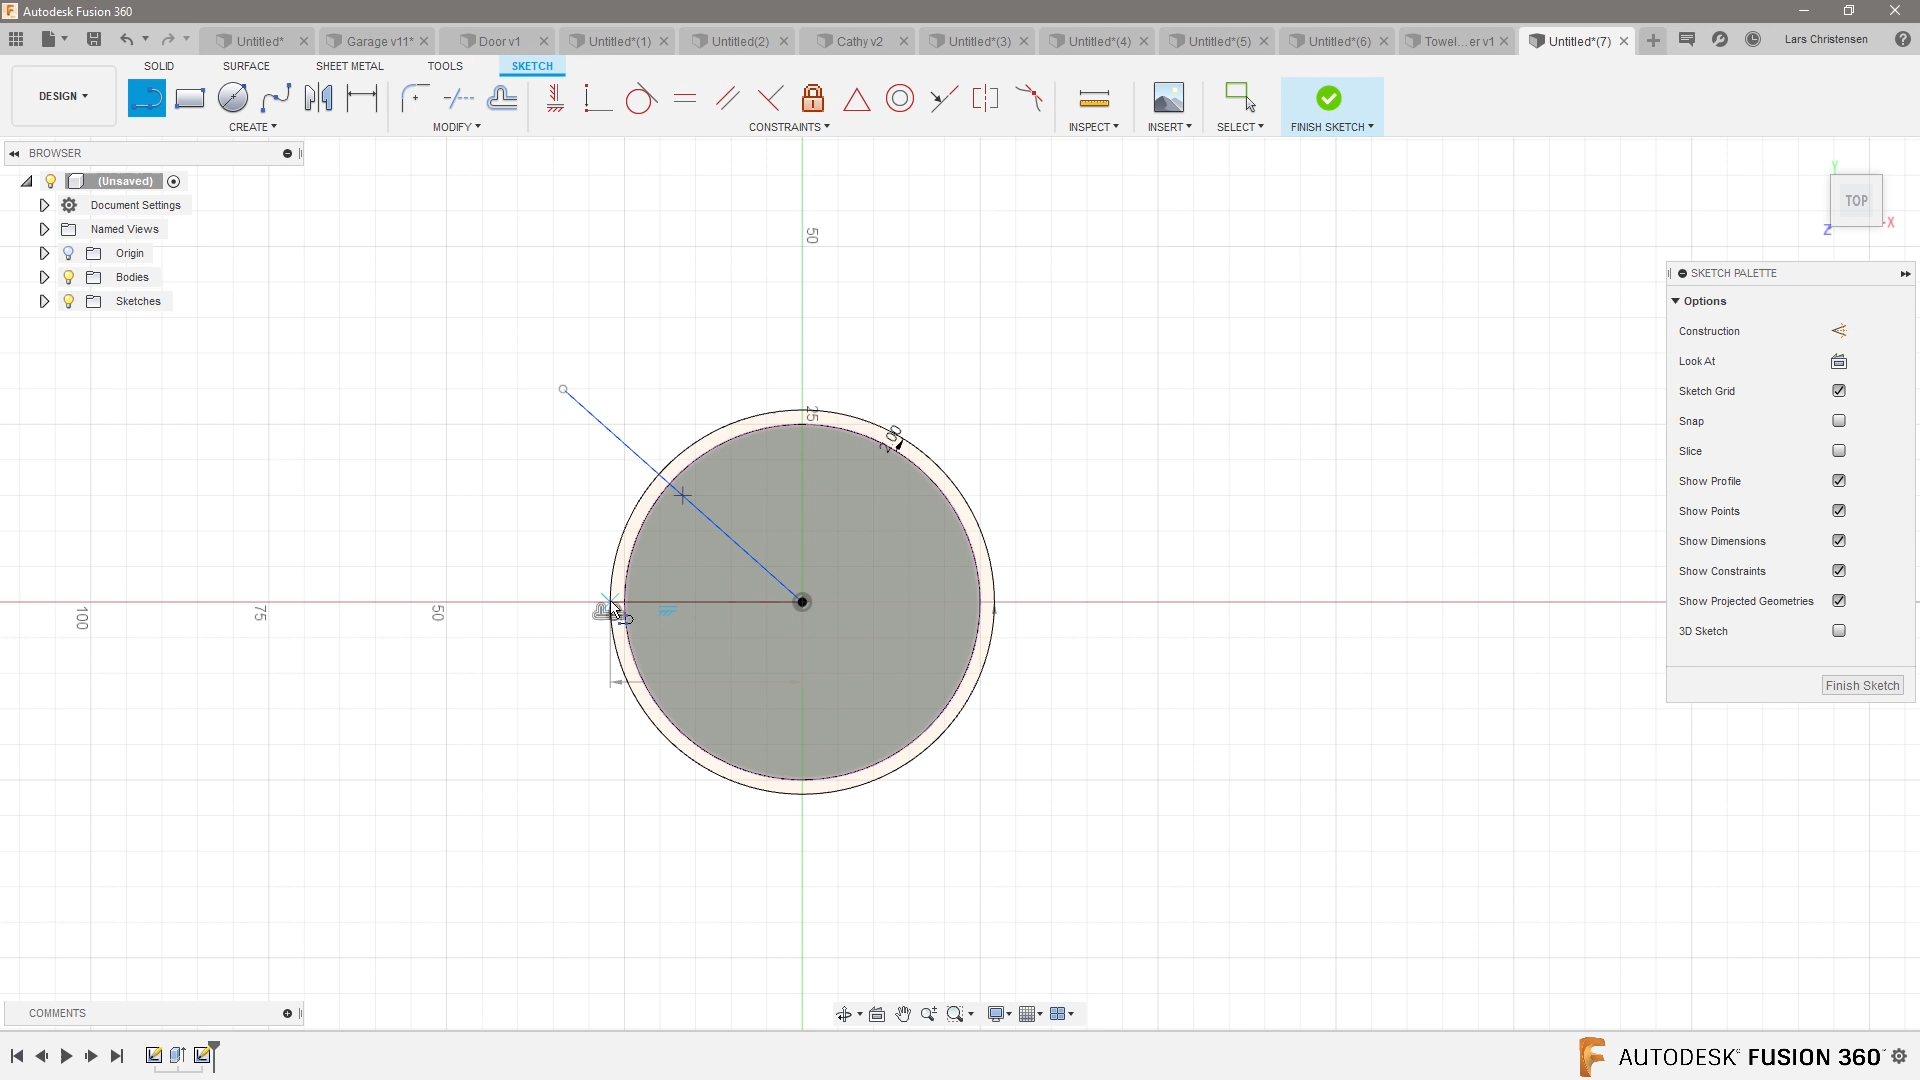 Autodesk Fusion 360
Untitled*
Garage v11*
Door v1
Untitled*(1)
Untitled(2)
Cathy v2
Untitled*(3)
Untitled*(4)
Untitled*(5)
Untitled*(6)
Towel...er v1
Untitled*(7)
Lars Christensen
SOLID
SURFACE
SHEET METAL
TOOLS
SKETCH
DESIGN
CREATE
MODIFY
CONSTRAINTS
INSPECT
INSERT
SELECT
FINISH SKETCH
BROWSER
(Unsaved)
Document Settings
Named Views
Origin
Bodies
Sketches
Y
TOP
X
Z
50
25
2.00
100
75
50
SKETCH PALETTE
Options
Construction
Look At
Sketch Grid
Snap
Slice
Show Profile
Show Points
Show Dimensions
Show Constraints
Show Projected Geometries
3D Sketch
Finish Sketch
COMMENTS
AUTODESK FUSION 360